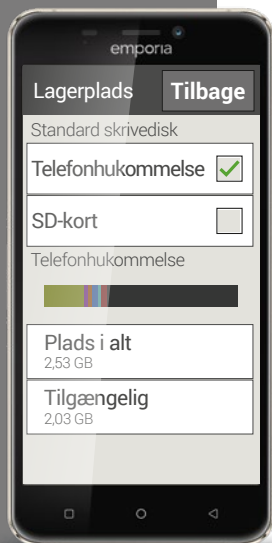 emporia
Lagerplads Tilbage
Standard skrivedisk
Telefonhukommelse
SD-kort
Telefonhukommelse
Plads i alt
2,53 GB
Tilgængelig
2,03 GB